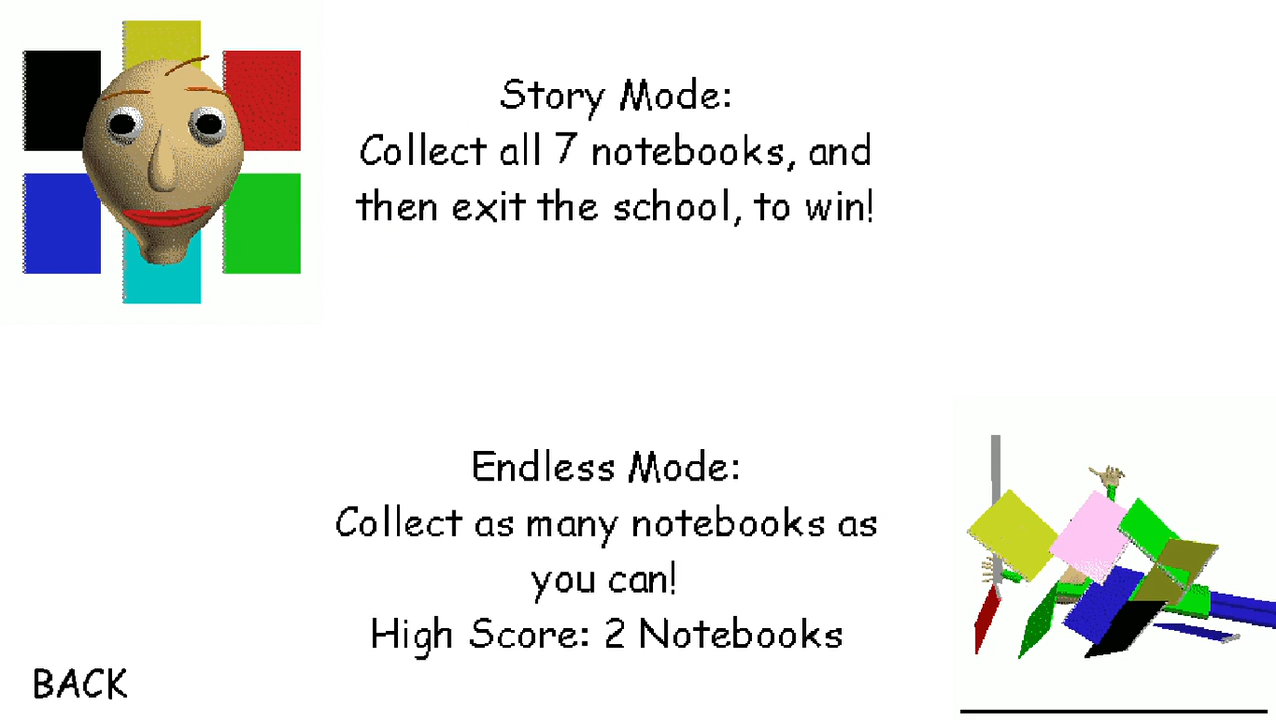 Story Mode:
Collect all 7 notebooks, and
then exit the school, to win!
Endless Mode:
Collect as many notebooks as
you can!
High Score: 2 Notebooks
BACK